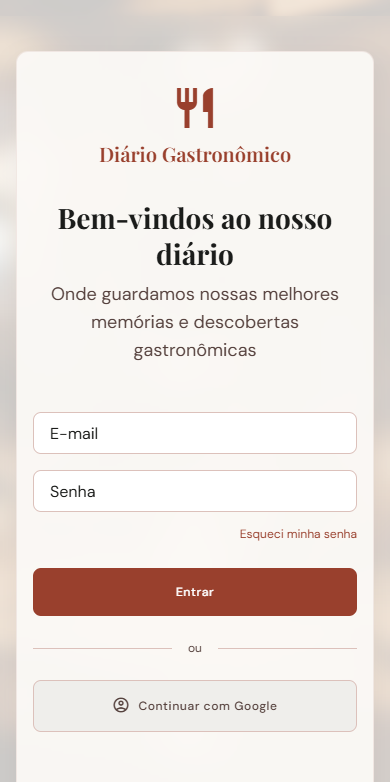 Diário Gastronômico
Bem-vindos ao nosso
diário
Onde guardamos nossas melhores
memórias e descobertas
gastronômicas
E-mail
Senha
Esqueci minha senha
Entrar
ou
Continuar com Google